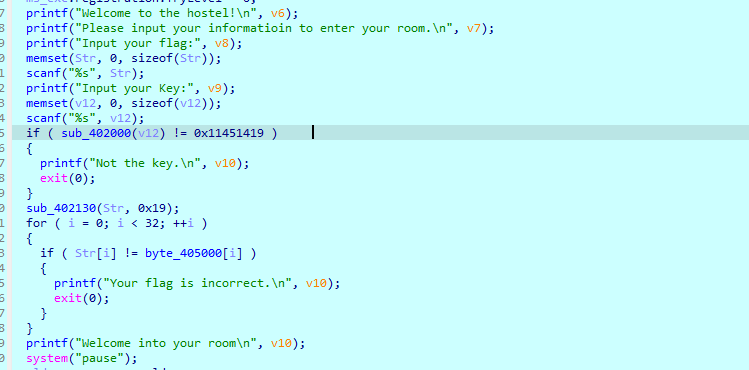 7 printf("Welcome to the hostel!\n", v6);
8 printf("Please input your informatioin to enter your room.\n", v7);
9 printf("Input your flag:", v8);
0 memset(Str, 0, sizeof(Str));
1 scanf("%s", Str);
2 printf("Input your Key:", v9);
3 memset(v12, 0, sizeof(v12));
4 scanf("%s", v12);
5 if ( sub_402000(v12) != 0x11451419 )
6 {
7 printf("Not the key.\n", v10);
8 exit(0);
9 }
0 sub_402130(Str, 0x19);
1 for ( i = 0; i < 32; ++i )
2 {
3 if ( Str[i] != byte_405000[i] )
4 {
5 printf("Your flag is incorrect.\n", v10);
6 exit(0);
7 }
8 }
9 printf("Welcome into your room\n", v10);
0 system("pause");